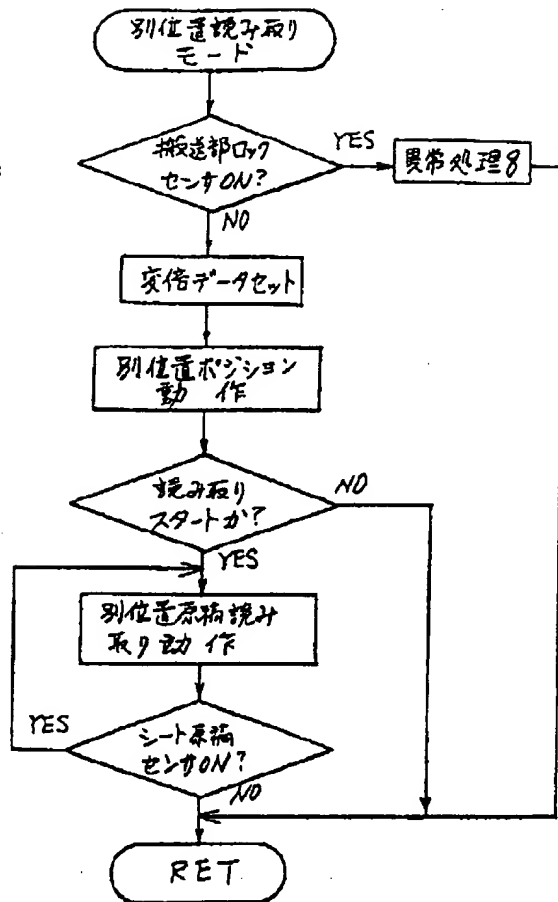 別位置読み取り
モード
搬送部ロック
センサON?
YES
異常処理8
NO
変倍データセット
別位置ポジション
動作
読み取り
スタートか?
NO
YES
別位置原稿読み
取り動作
YES
シート原稿
センサON?
NO
RET